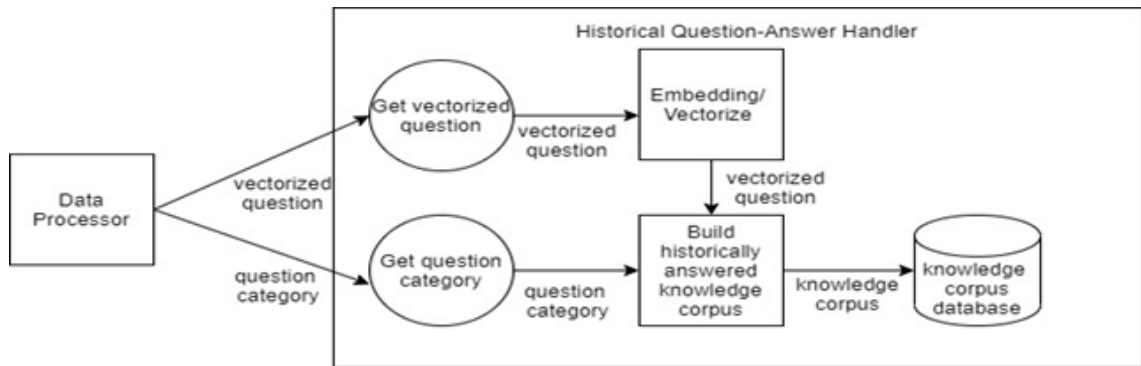 Historical Question-Answer Handler
Get vectorized
question
vectorized
question
Embedding/
Vectorize
Data
Processor
vectorized
question
vectorized
question
question
category
Get question
category
question
category
Build
historically
answered
knowledge
corpus
knowledge
corpus
knowledge
corpus
database